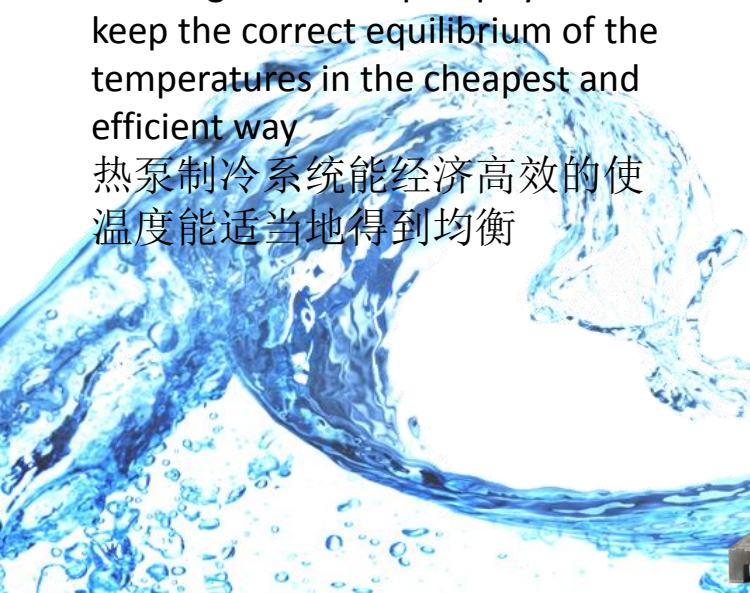 keep the correct equilibrium of the
temperatures in the cheapest and
efficient way
热泵制冷系统能经济高效的使
温度能适当地得到均衡